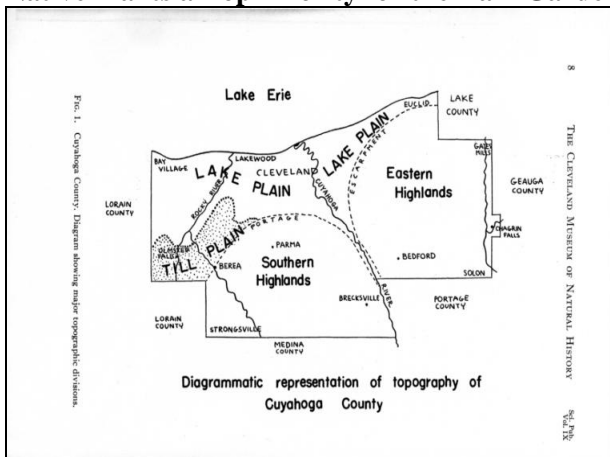 Lake Erie
EUCLID
LAKE
COUNTY
BAY
VILLAGE
LAKEWOOD
LAKE PLAIN
CLEVELAND
LAKE PLAIN
ESCARPMENT
GATES
MILLS
GEAUGA
COUNTY
Eastern
Highlands
ROCKY RIVER
CUYAHOGA
RIVER
LORAIN
COUNTY
PORTAGE
CHAGRIN
FALLS
OLMSTED
FALLS
TILL PLAIN
PARMA
BEREA
Southern
Highlands
BEDFORD
SOLON
BRECKSVILLE
PORTAGE
COUNTY
LORAIN
COUNTY
STRONGSVILLE
MEDINA
COUNTY
Diagrammatic representation of topography of
Cuyahoga County
FIG. 1. Cuyahoga County. Diagram showing major topographic divisions.
8
THE CLEVELAND MUSEUM OF NATURAL HISTORY
Sci. Pub.
Vol. IX